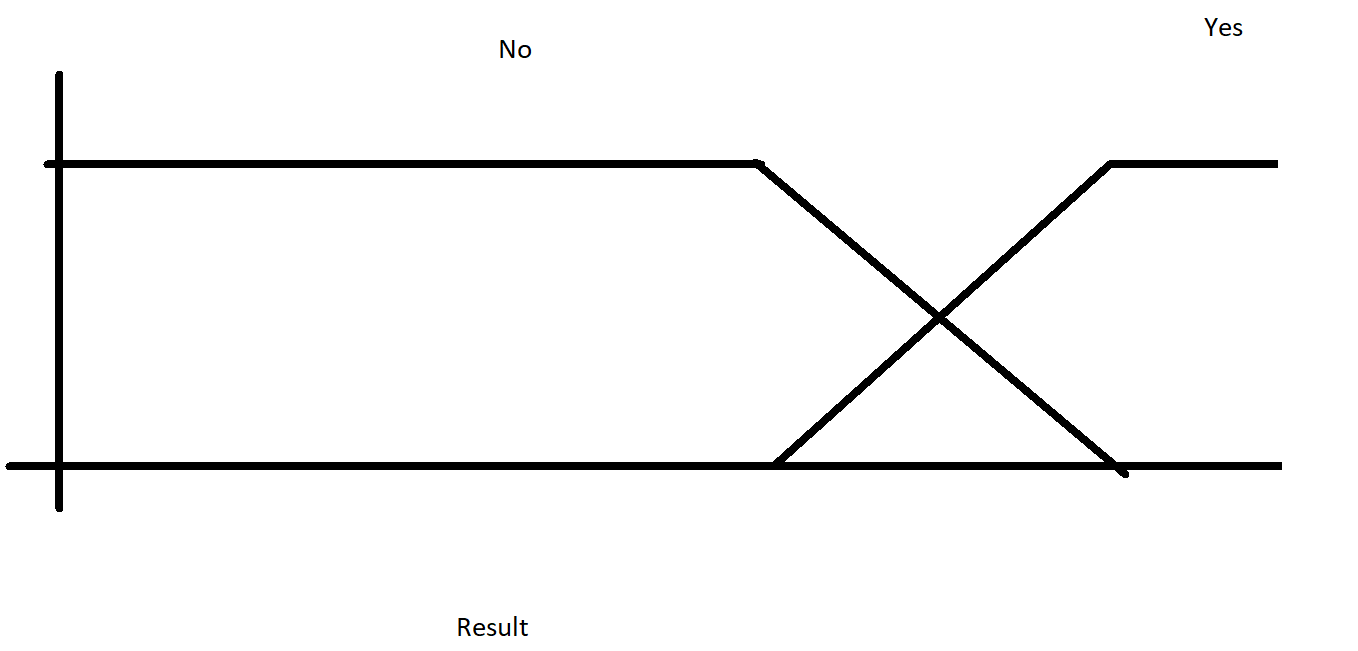 No
Yes
Result